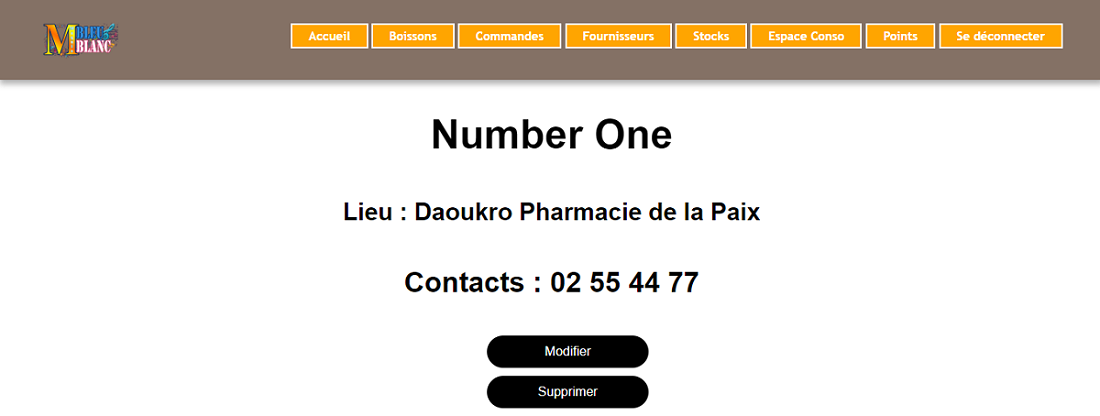 M BLEU BLANC
Accueil Boissons Commandes Fournisseurs Stocks Espace Conso Points Se déconnecter
Number One
Lieu : Daoukro Pharmacie de la Paix
Contacts : 02 55 44 77
Modifier
Supprimer